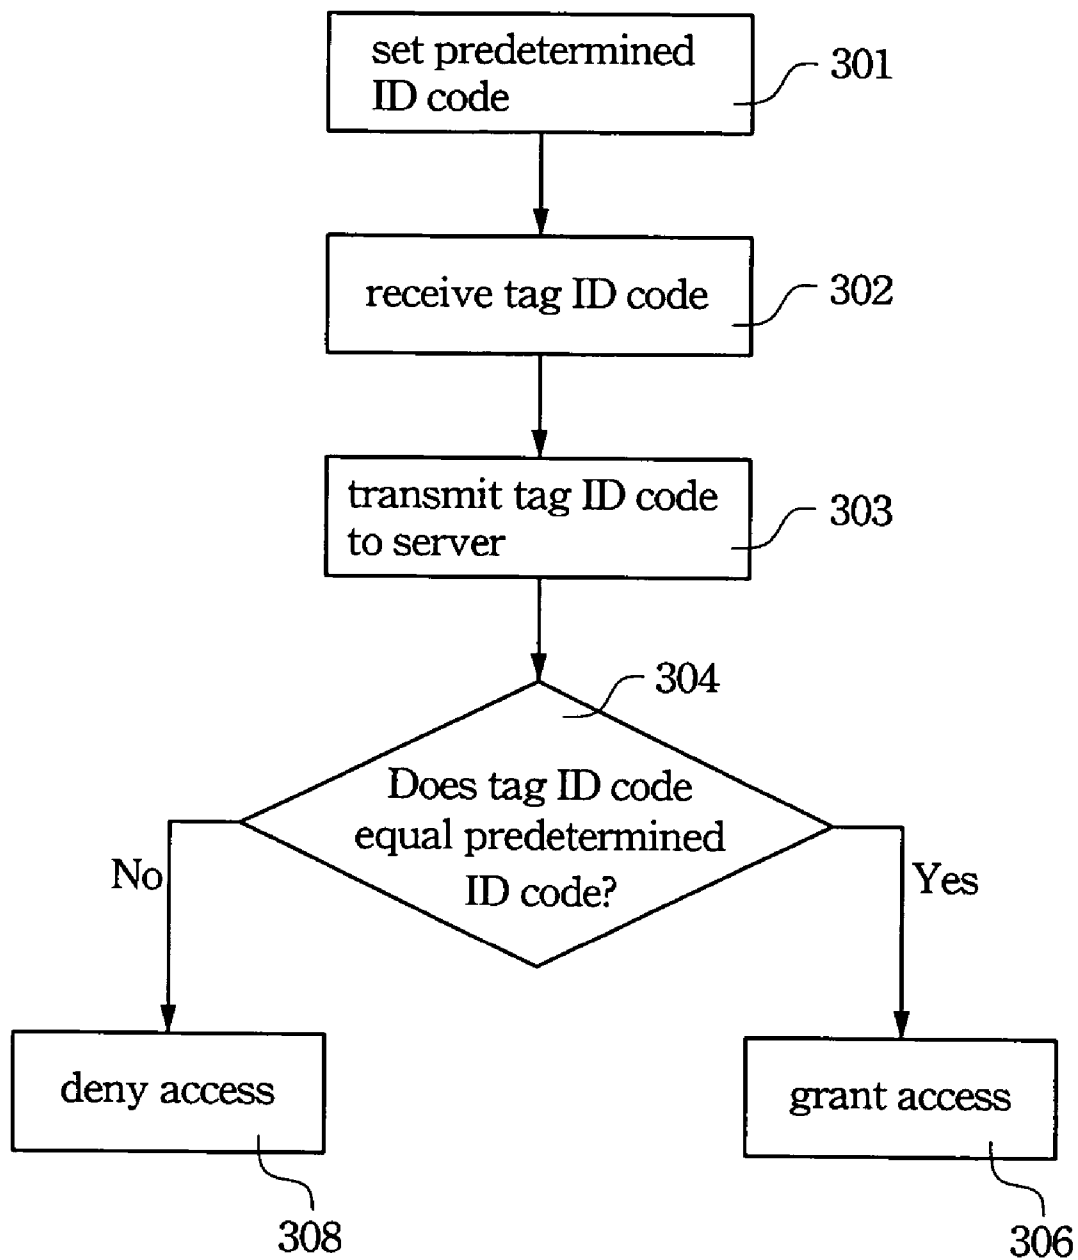 set predetermined
ID code
301
receive tag ID code
302
transmit tag ID code
to server
303
304
Does tag ID code
equal predetermined
ID code?
No
Yes
deny access
grant access
308
306